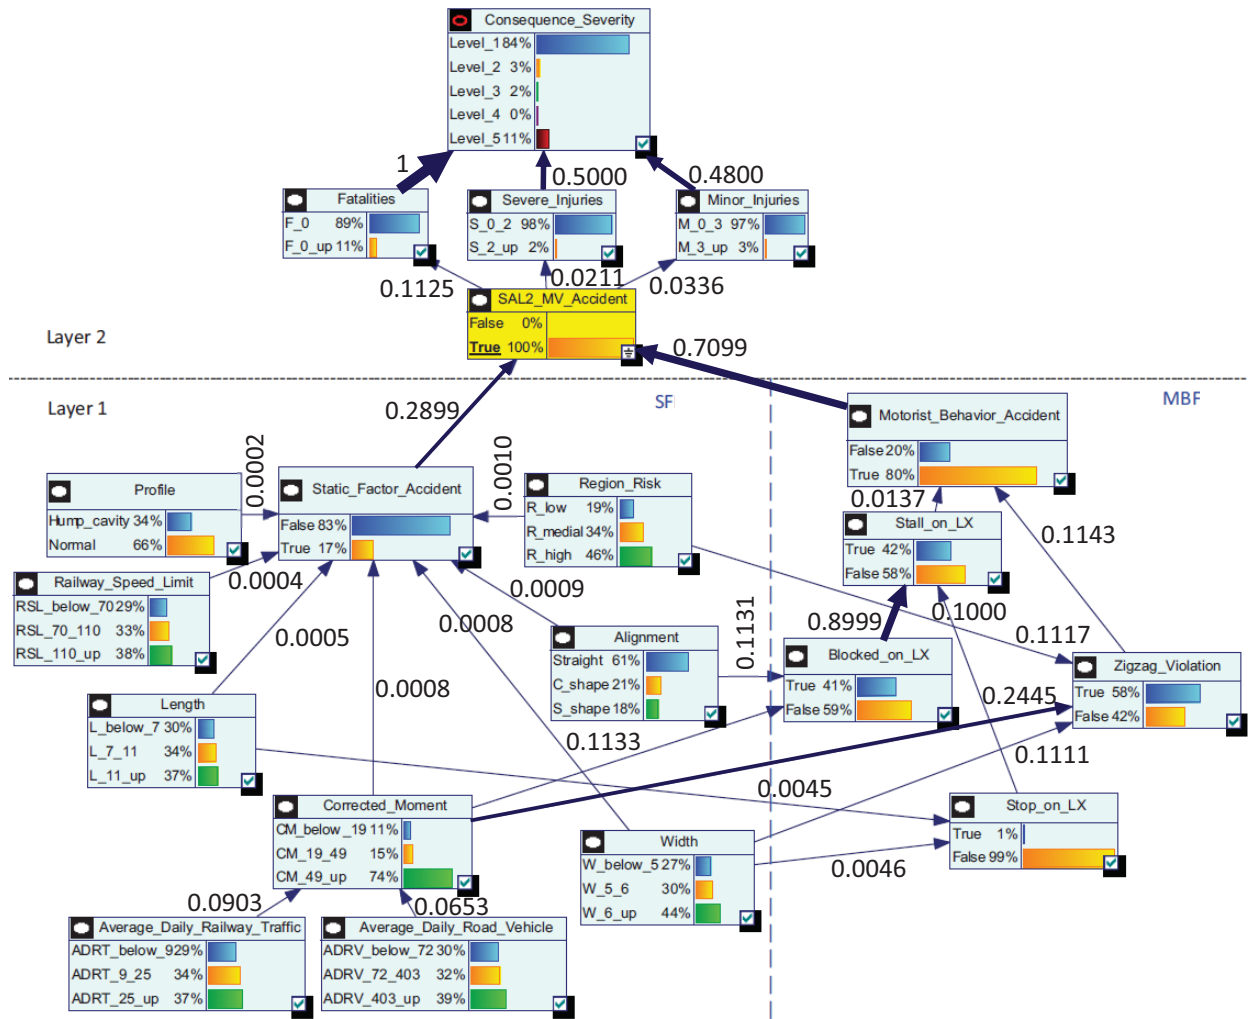 Consequence_Severity
Level_1 84%
Level_2 3%
Level_3 2%
Level_4 0%
Level_5 11%
1
0.5000
0.4800
Fatalities
F_0 89%
F_0_up 11%
Severe_Injuries
S_0_2 98%
S_2_up 2%
Minor_Injuries
M_0_3 97%
M_3_up 3%
0.1125
0.0211
0.0336
SAL2_MV_Accident
False 0%
True 100%
Layer 2
0.7099
Layer 1
SF
MBF
0.2899
Motorist_Behavior_Accident
False 20%
True 80%
0.0002
0.0010
Profile
Hump_cavity 34%
Normal 66%
Static_Factor_Accident
False 83%
True 17%
Region_Risk
R_low 19%
R_medial 34%
R_high 46%
0.0137
Stall_on_LX
True 42%
False 58%
0.1143
Railway_Speed_Limit
RSL_below_70 29%
RSL_70_110 33%
RSL_110_up 38%
0.0004
0.0009
0.0005
0.0008
0.1000
0.8999
0.1131
0.1117
Alignment
Straight 61%
C_shape 21%
S_shape 18%
Blocked_on_LX
True 41%
False 59%
Zigzag_Violation
True 58%
False 42%
0.0008
0.2445
Length
L_below_7 30%
L_7_11 34%
L_11_up 37%
0.1133
0.1111
0.0045
Corrected_Moment
CM_below_19 11%
CM_19_49 15%
CM_49_up 74%
Stop_on_LX
True 1%
False 99%
Width
W_below_5 27%
W_5_6 30%
W_6_up 44%
0.0046
0.0903
0.0653
Average_Daily_Railway_Traffic
ADRT_below_9 29%
ADRT_9_25 34%
ADRT_25_up 37%
Average_Daily_Road_Vehicle
ADRV_below_72 30%
ADRV_72_403 32%
ADRV_403_up 39%